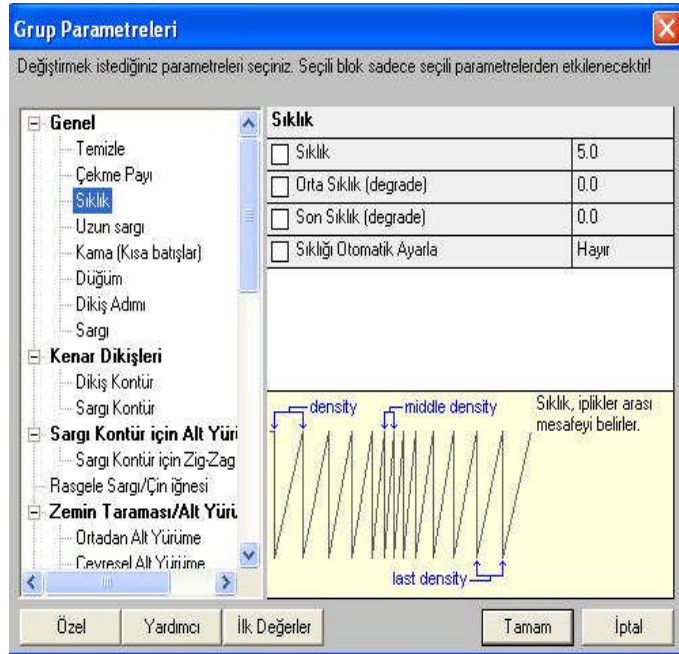 Grup Parametreleri
Değiştirmek istediğiniz parametreleri seçiniz. Seçili blok sadece seçili parametrelerden etkilenecektir!
Genel
Temizle
Çekme Payı
Sıklık
Uzun sargı
Kama (Kısa batışlar)
Düğüm
Dikiş Adımı
Sargı
Kenar Dikişleri
Dikiş Kontür
Sargı Kontür
Sargı Kontür için Alt Yürü
Sargı Kontür için Zig-Zag
Rasgele Sargı/Çin iğnesi
Zemin Taraması/Alt Yürü
Ortadan Alt Yürüme
Çevresel Alt Yürüme
Sıklık
Sıklık 5.0
Orta Sıklık (degrade) 0.0
Son Sıklık (degrade) 0.0
Sıklığı Otomatik Ayarla Hayır
density
middle density
Sıklık, iplikler arası
mesafeyi belirler.
last density
Özel
Yardımcı
İlk Değerler
Tamam
İptal